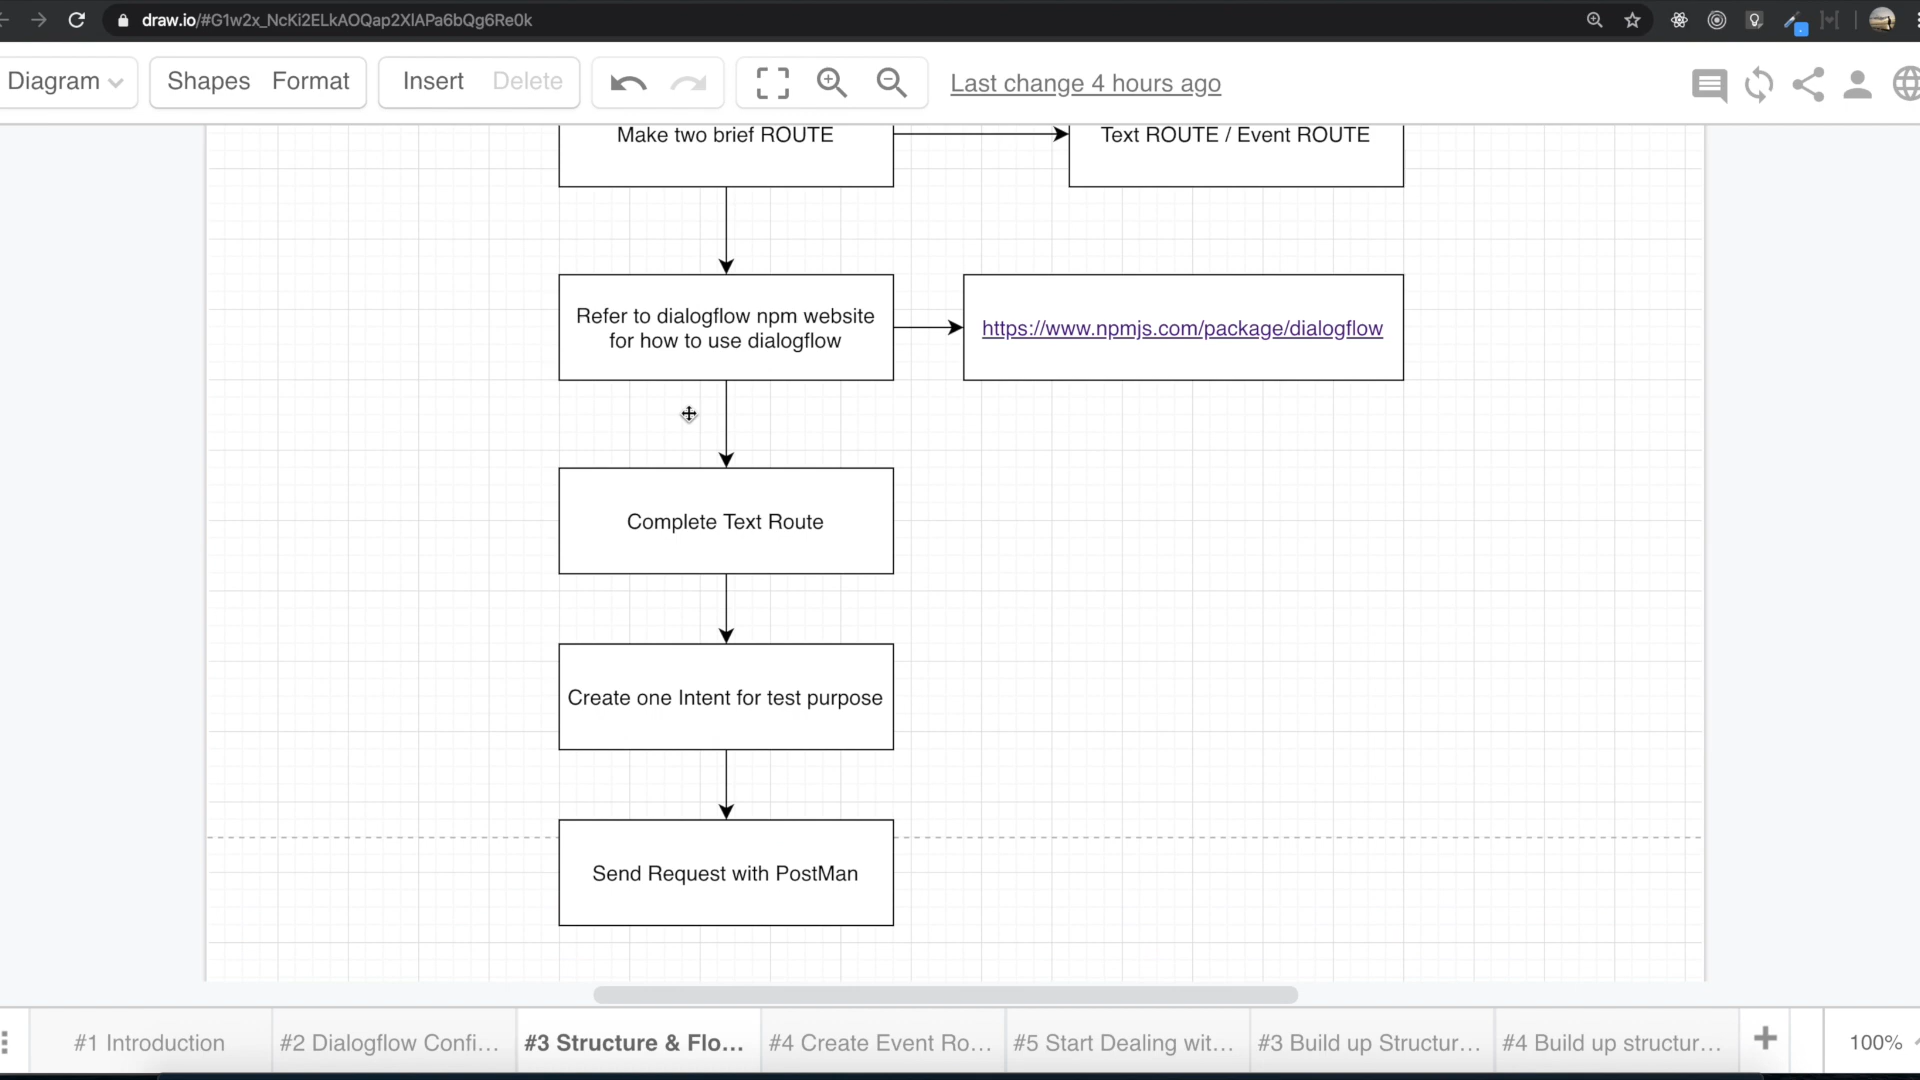 draw.io/#G1w2x_NcKi2ELkAOQap2XlAPa6bQg6Re0k
Diagram
Shapes
Format
Insert
Delete
Last change 4 hours ago
Make two brief ROUTE
Text ROUTE / Event ROUTE
Refer to dialogflow npm website
for how to use dialogflow
https://www.npmjs.com/package/dialogflow
Complete Text Route
Create one Intent for test purpose
Send Request with PostMan
#1 Introduction
#2 Dialogflow Confi...
#3 Structure & Flo...
#4 Create Event Ro...
#5 Start Dealing wit...
#3 Build up Structur...
#4 Build up structur...
100%